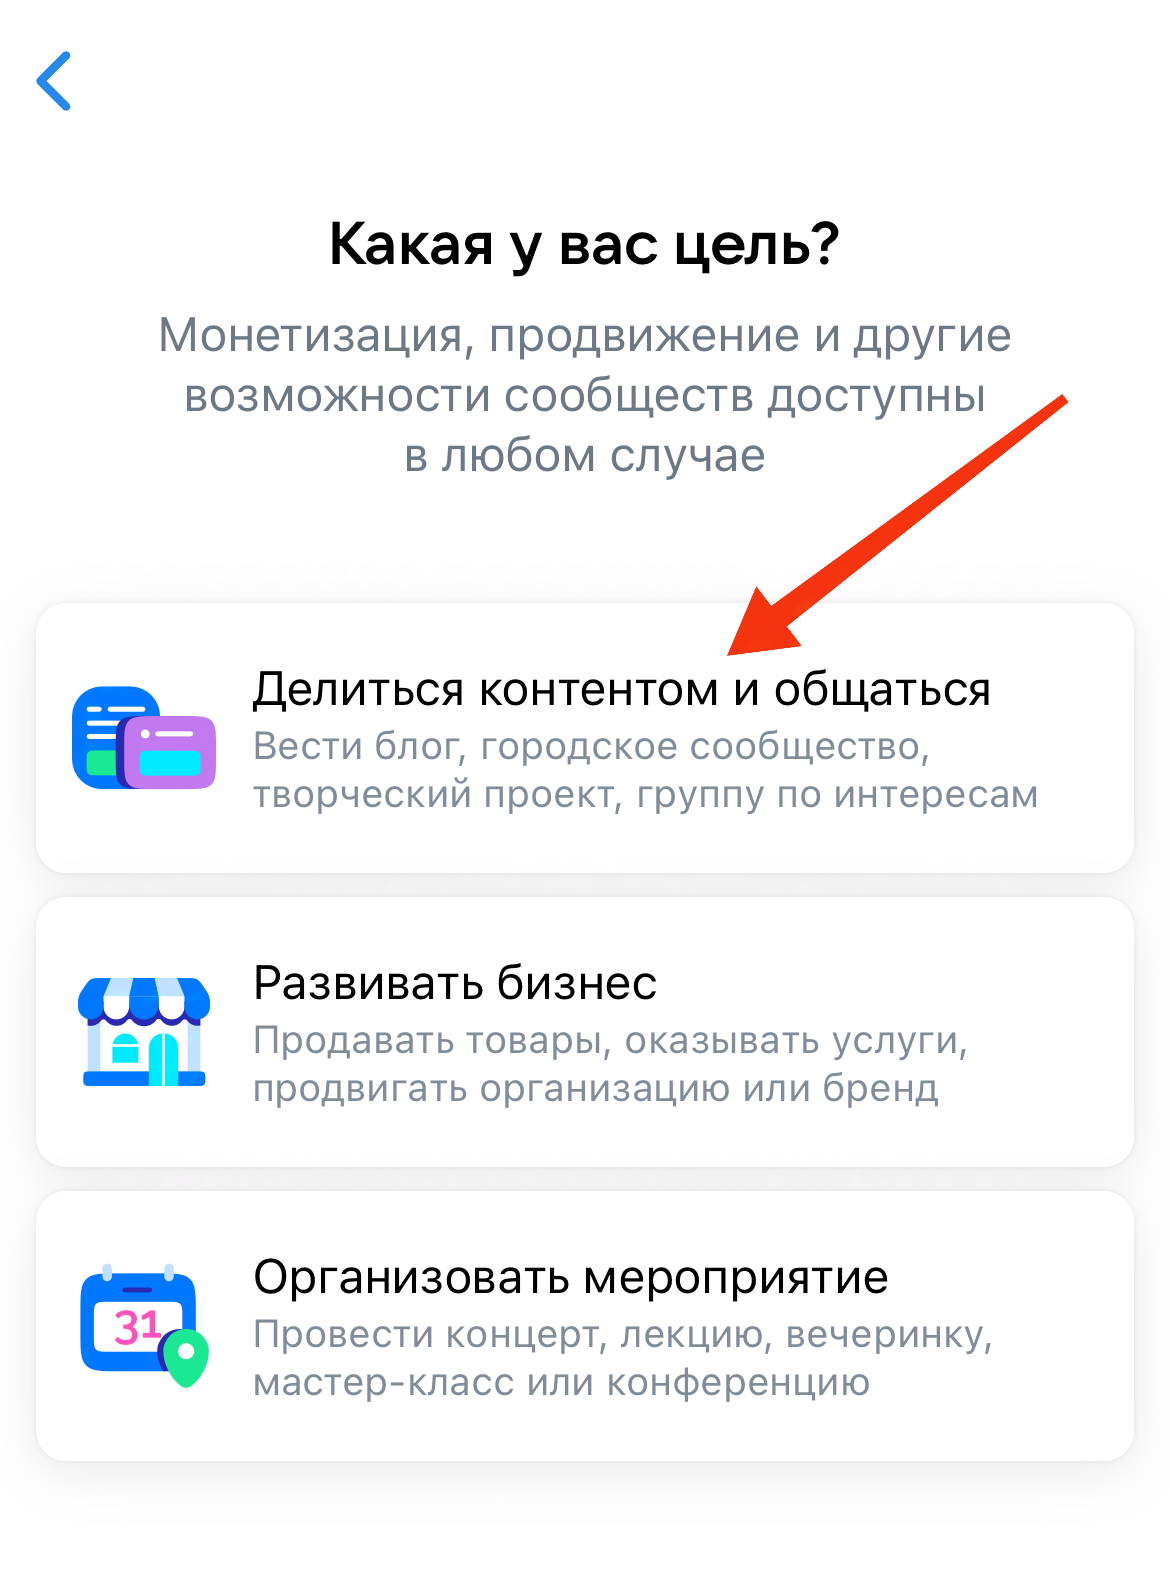 Какая у вас цель?
Монетизация, продвижение и другие
возможности сообществ доступны
в любом случае
Делиться контентом и общаться
Вести блог, городское сообщество,
творческий проект, группу по интересам
Развивать бизнес
Продавать товары, оказывать услуги,
продвигать организацию или бренд
31
Организовать мероприятие
Провести концерт, лекцию, вечеринку,
мастер-класс или конференцию